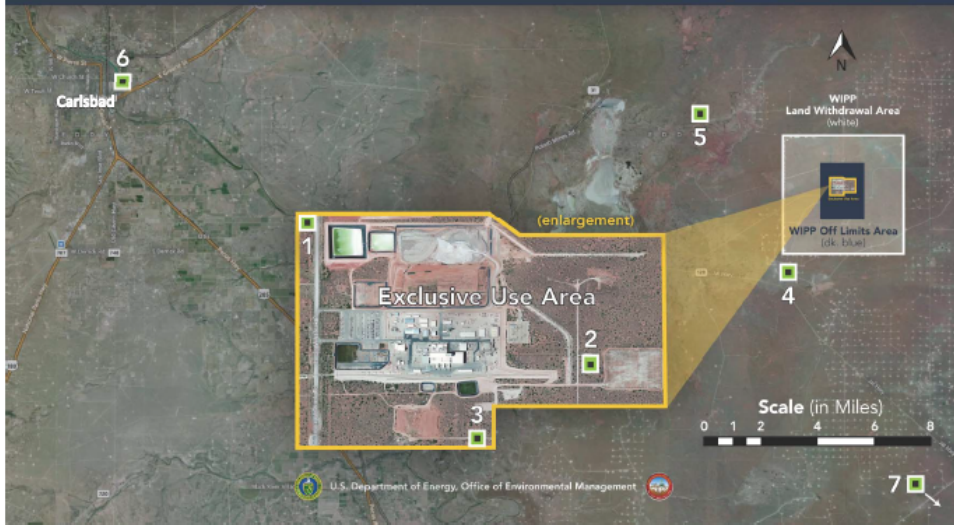 6
Carlsbad
N
WIPP
Land Withdrawal Area
(white)
5
WIPP Off Limits Area
(dk. blue)
4
1
(enlargement)
Exclusive Use Area
2
3
Scale (in Miles)
0 1 2 4 6 8
U.S. Department of Energy, Office of Environmental Management
7